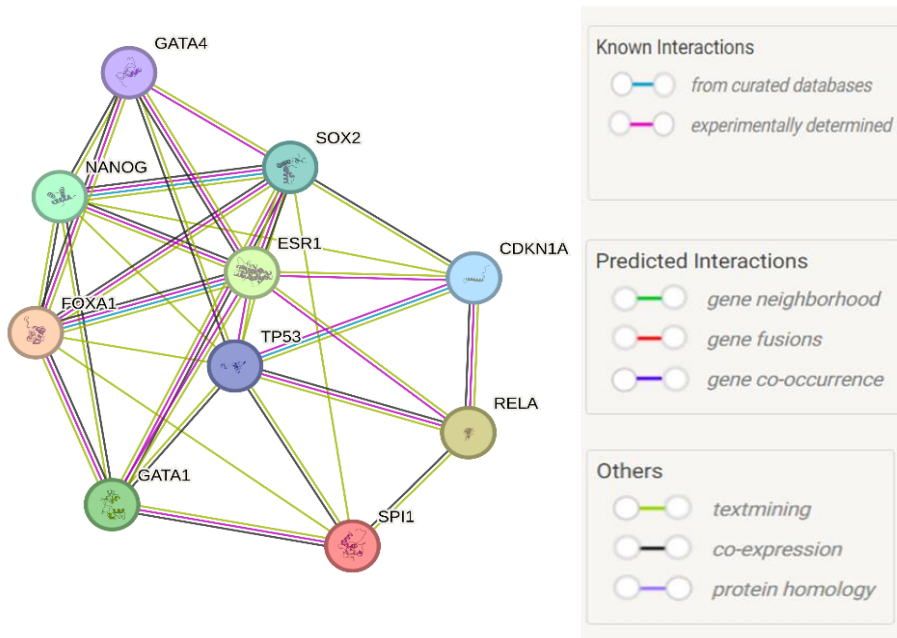 GATA4
SOX2
NANOG
ESR1
CDKN1A
FOXA1
TP53
RELA
GATA1
SPI1
Known Interactions
from curated databases
experimentally determined
Predicted Interactions
gene neighborhood
gene fusions
gene co-occurrence
Others
textmining
co-expression
protein homology